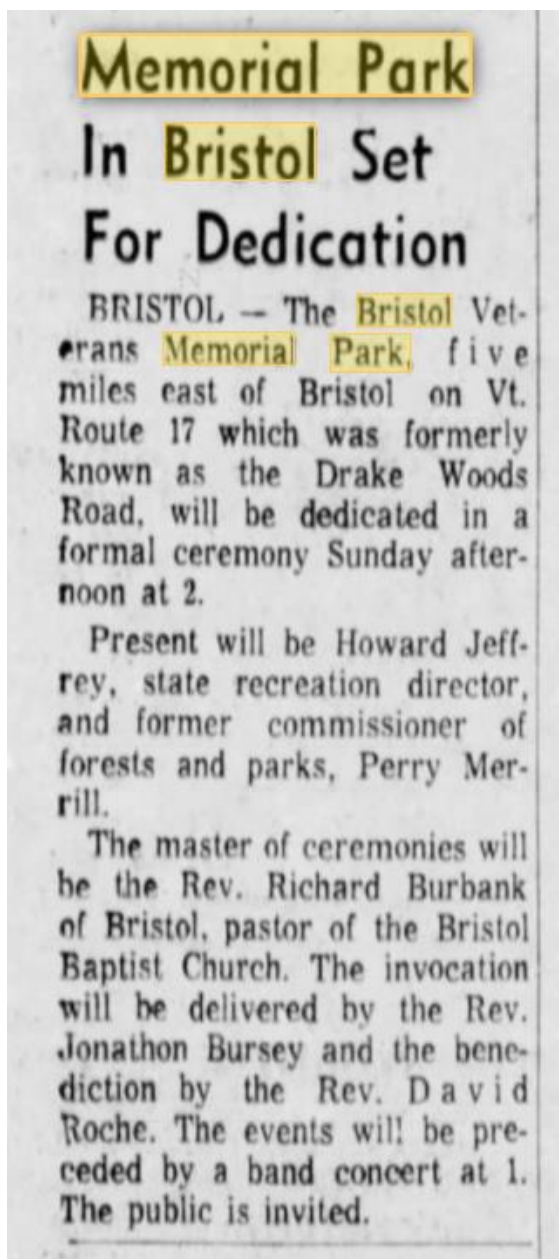 Memorial Park
In Bristol Set
For Dedication
BRISTOL — The Bristol Vet-
erans Memorial Park, five
miles east of Bristol on Vt.
Route 17 which was formerly
known as the Drake Woods
Road, will be dedicated in a
formal ceremony Sunday after-
noon at 2.
Present will be Howard Jeff-
rey, state recreation director,
and former commissioner of
forests and parks, Perry Mer-
rill.
The master of ceremonies will
be the Rev. Richard Burbank
of Bristol, pastor of the Bristol
Baptist Church. The invocation
will be delivered by the Rev.
Jonathon Bursey and the bene-
diction by the Rev. David
Roche. The events will be pre-
ceded by a band concert at 1.
The public is invited.